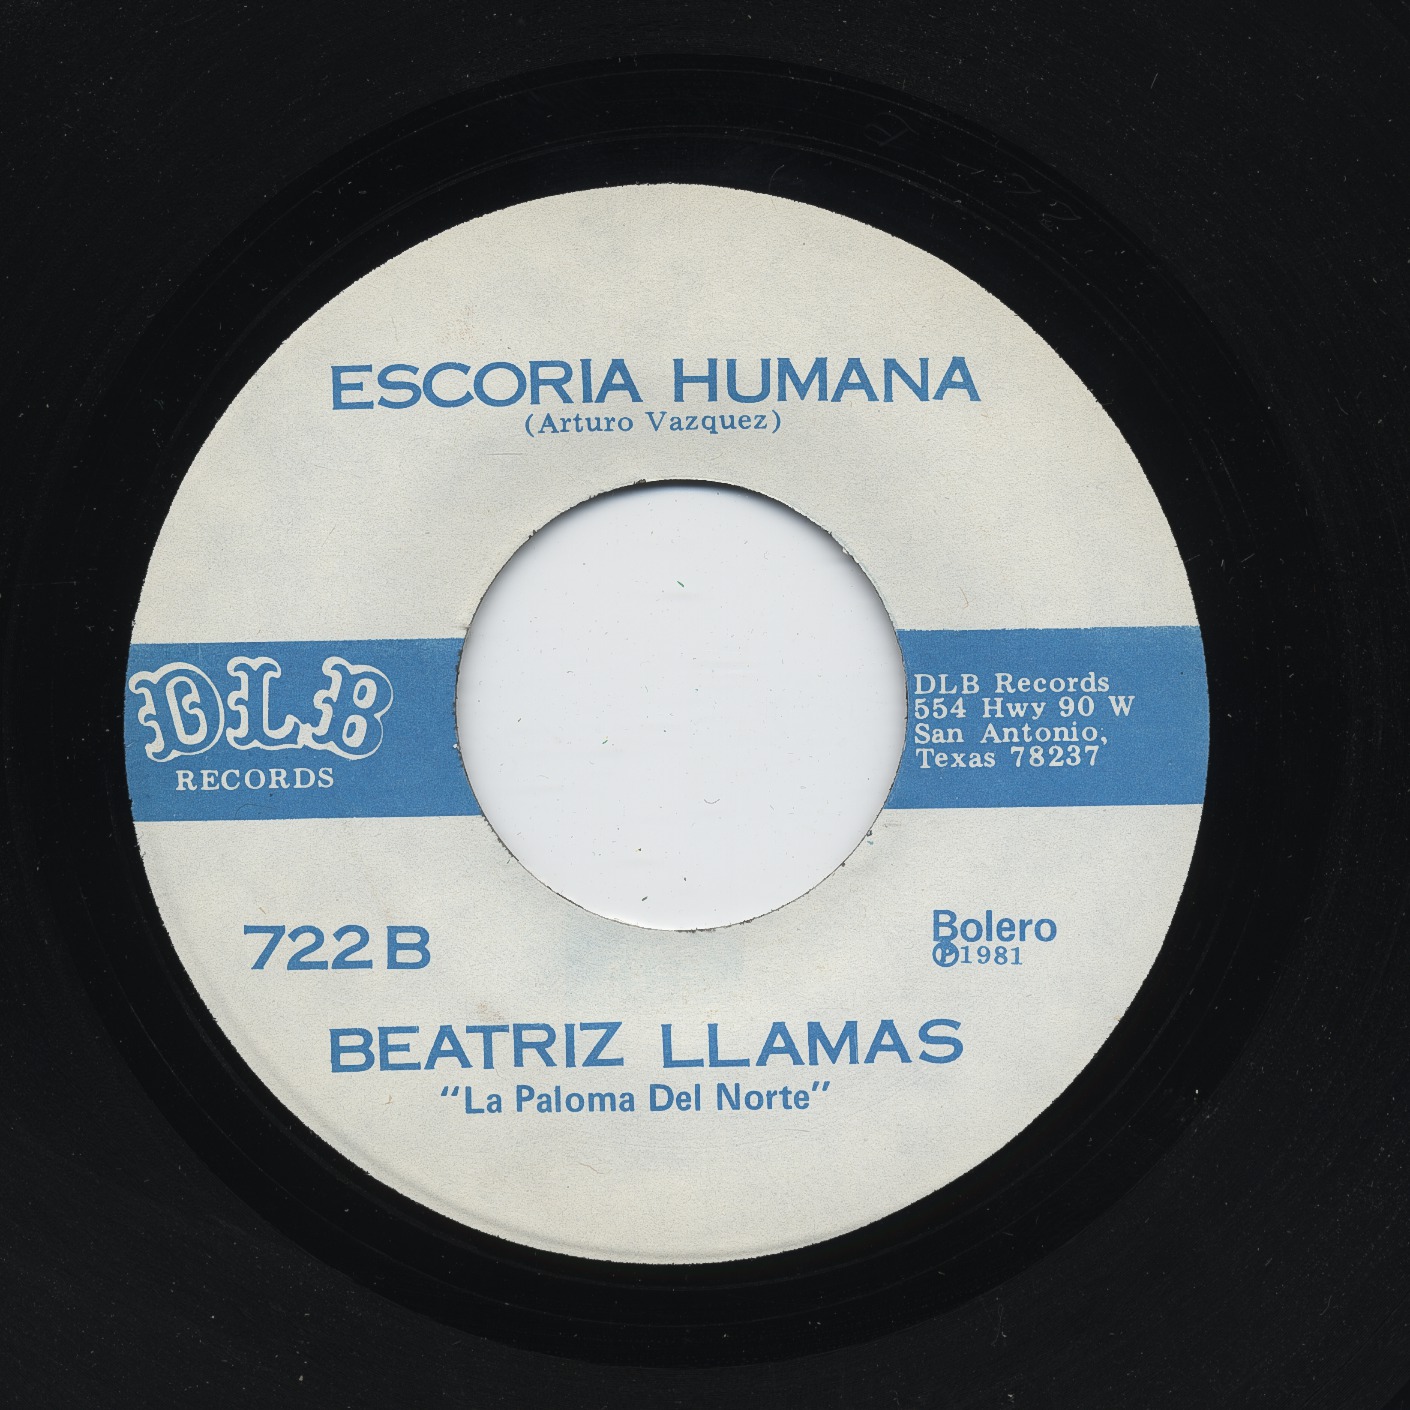 ESCORIA HUMANA
(Arturo Vazquez)
DLB
RECORDS
DLB Records
554 Hwy 90 W
San Antonio,
Texas 78237
722 B
Bolero
℗1981
BEATRIZ LLAMAS
"La Paloma Del Norte"